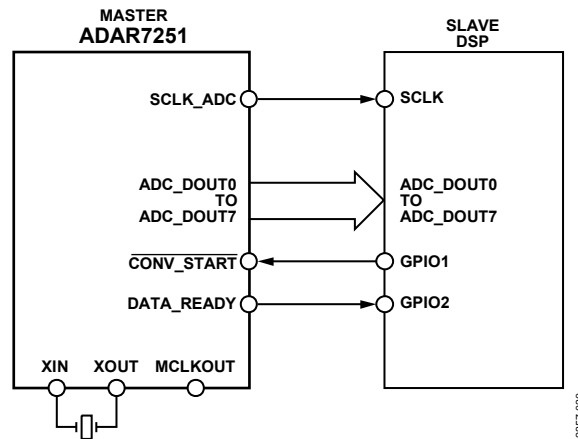 MASTER
ADAR7251
SLAVE
DSP
SCLK_ADC
SCLK
ADC_DOUT0
TO
ADC_DOUT7
ADC_DOUT0
TO
ADC_DOUT7
CONV_START
GPIO1
DATA_READY
GPIO2
XIN
XOUT
MCLKOUT